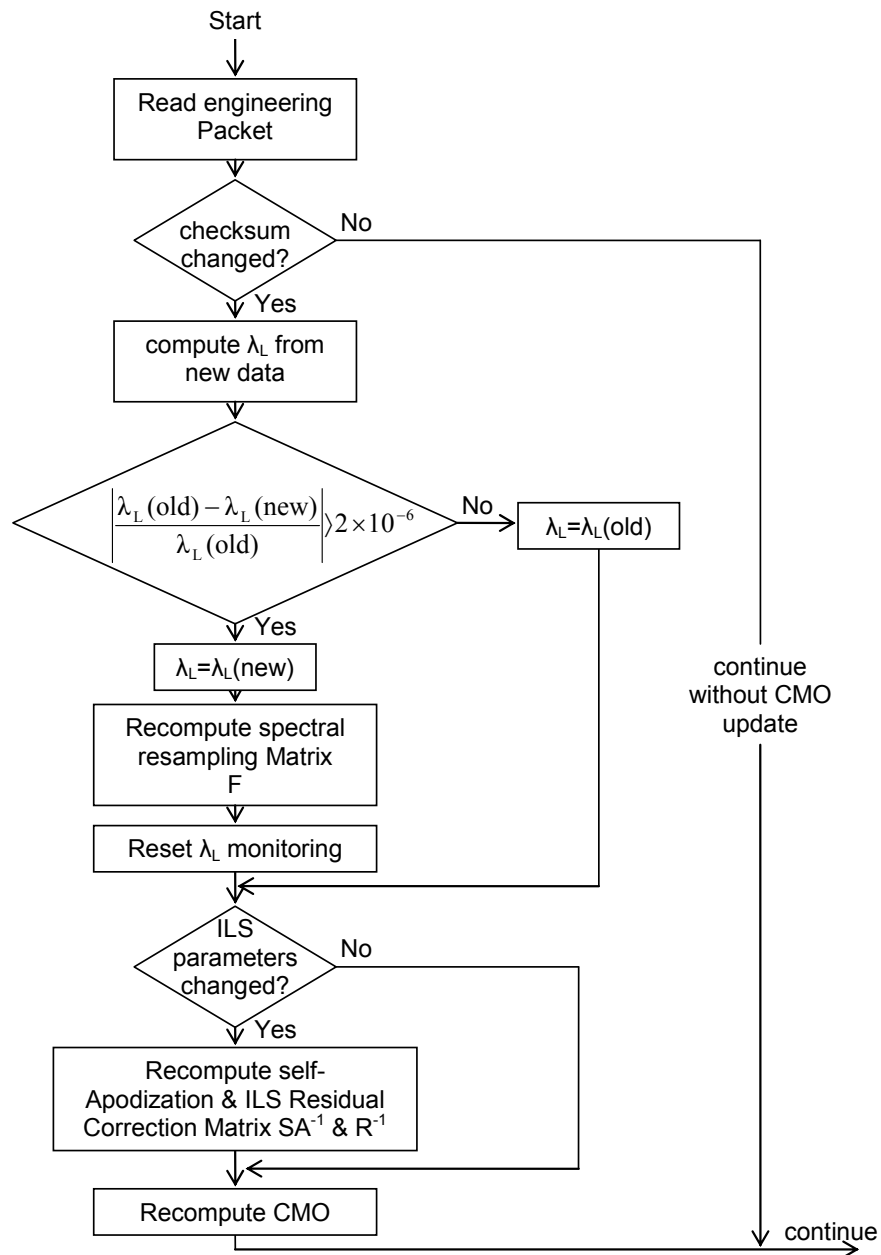 Start
Read engineering
Packet
checksum
changed?
No
Yes
compute λL from
new data
|λL(old) − λL(new) / λL(old)|〉2×10⁻⁶
No
λL=λL(old)
Yes
λL=λL(new)
continue
without CMO
update
Recompute spectral
resampling Matrix
F
Reset λL monitoring
ILS
parameters
changed?
No
Yes
Recompute self-
Apodization & ILS Residual
Correction Matrix SA⁻¹ & R⁻¹
Recompute CMO
continue